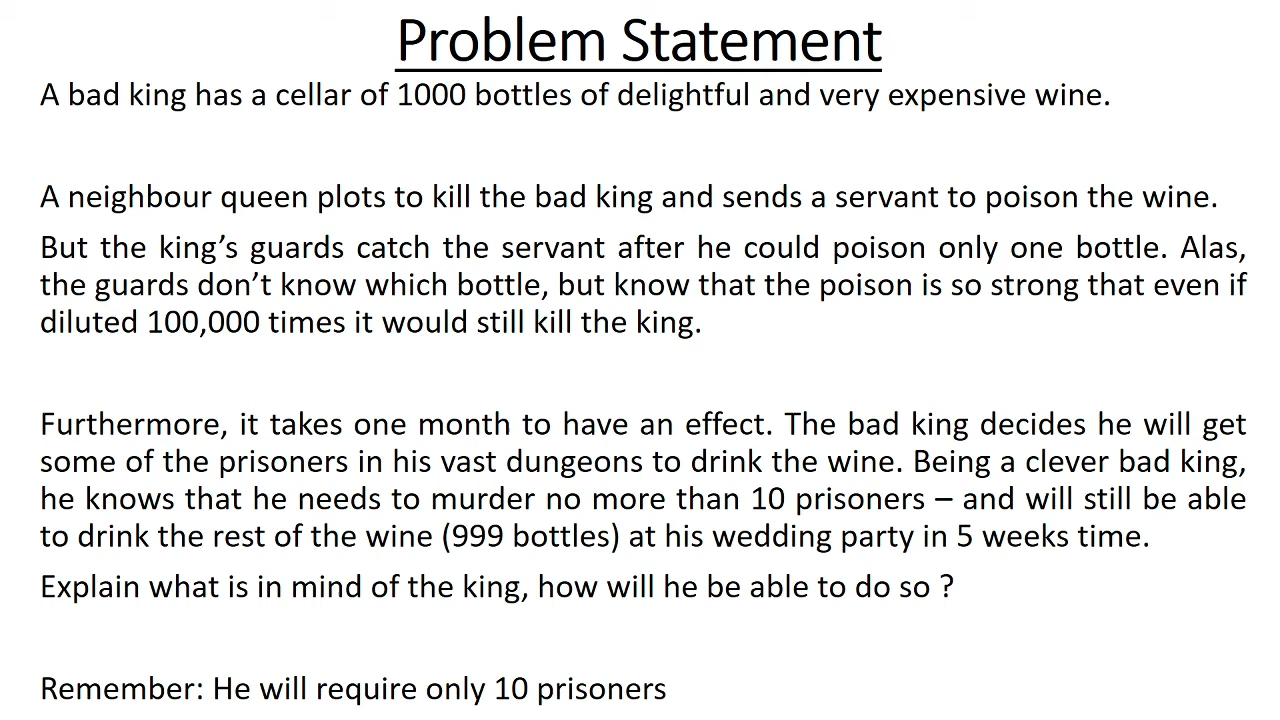 Problem Statement
A bad king has a cellar of 1000 bottles of delightful and very expensive wine.
A neighbour queen plots to kill the bad king and sends a servant to poison the wine.
But the king’s guards catch the servant after he could poison only one bottle. Alas,
the guards don’t know which bottle, but know that the poison is so strong that even if
diluted 100,000 times it would still kill the king.
Furthermore, it takes one month to have an effect. The bad king decides he will get
some of the prisoners in his vast dungeons to drink the wine. Being a clever bad king,
he knows that he needs to murder no more than 10 prisoners – and will still be able
to drink the rest of the wine (999 bottles) at his wedding party in 5 weeks time.
Explain what is in mind of the king, how will he be able to do so ?
Remember: He will require only 10 prisoners